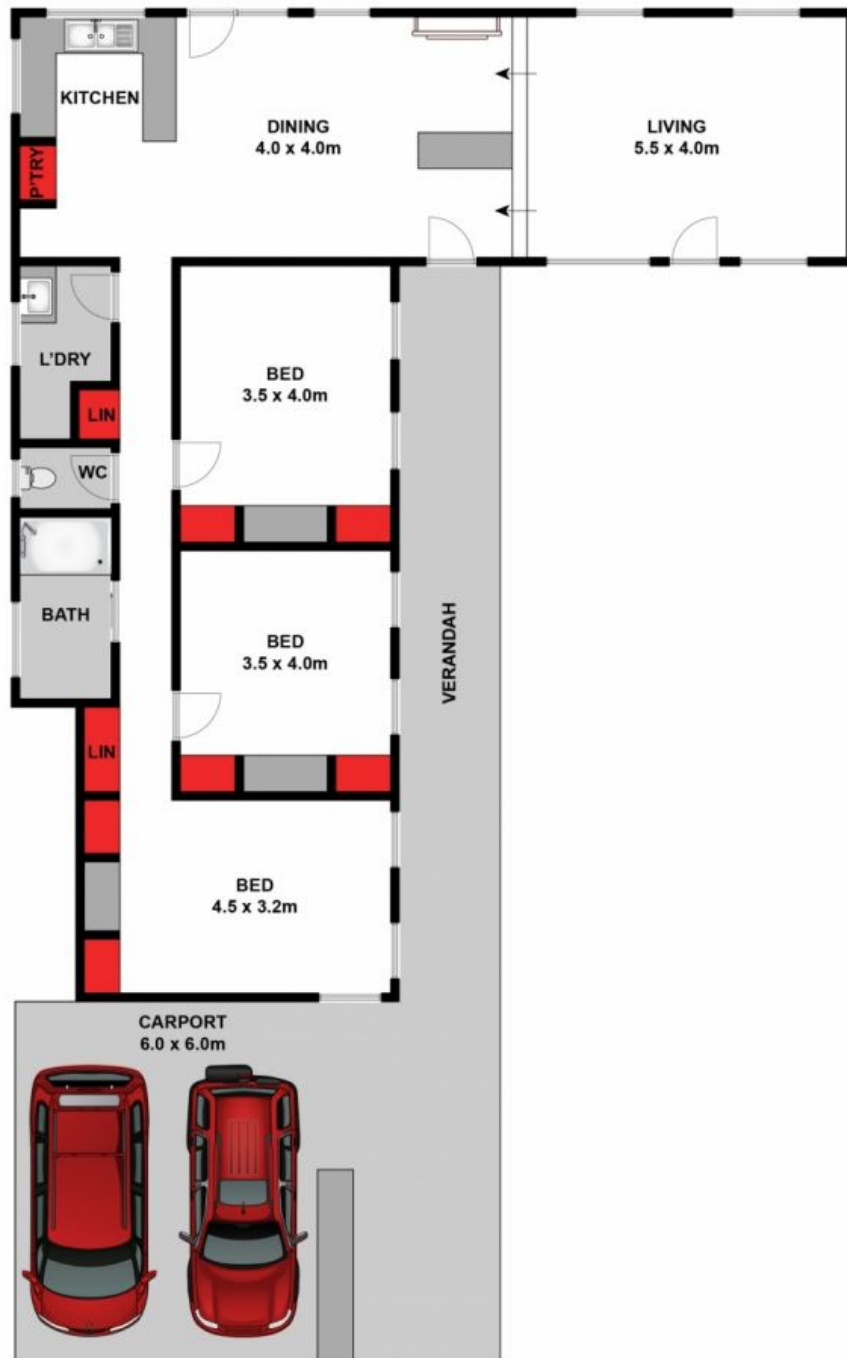 KITCHEN
P'TRY
DINING
4.0 x 4.0m
LIVING
5.5 x 4.0m
L'DRY
LIN
BED
3.5 x 4.0m
WC
BATH
BED
3.5 x 4.0m
VERANDAH
LIN
BED
4.5 x 3.2m
CARPORT
6.0 x 6.0m